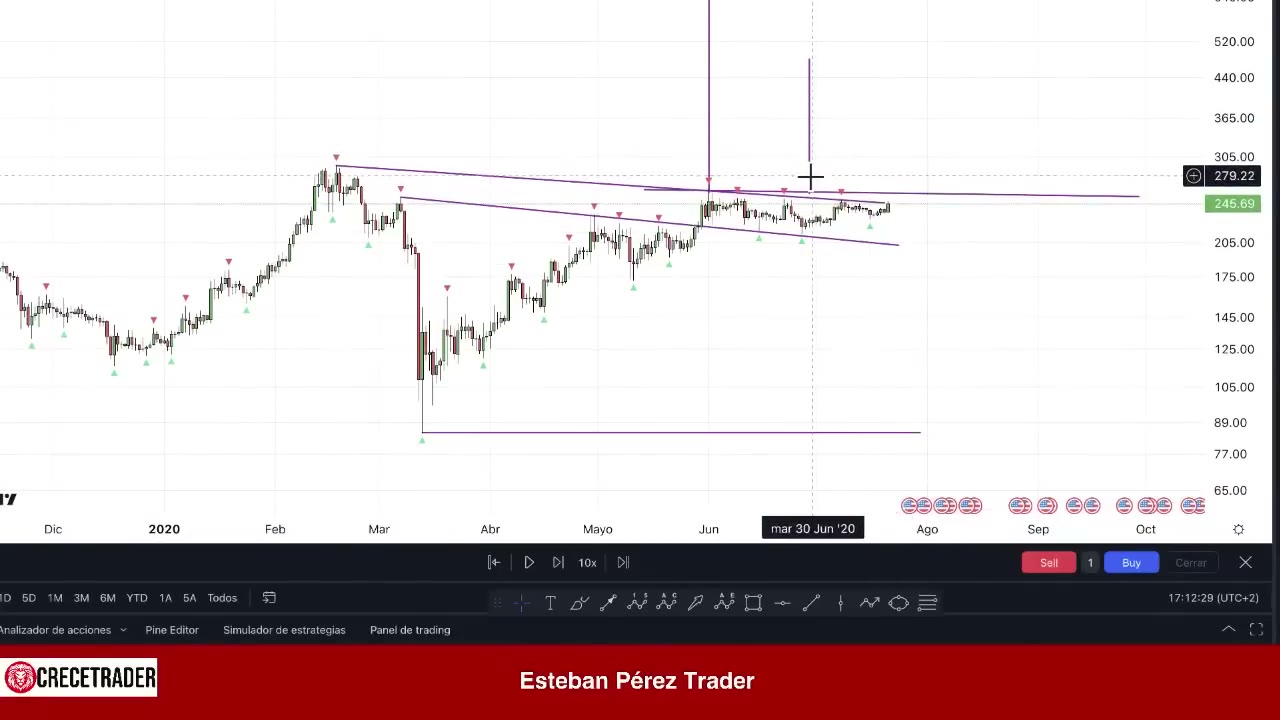 520.00
440.00
365.00
305.00
279.22
245.69
205.00
175.00
145.00
125.00
105.00
89.00
77.00
65.00
Dic 2020 Feb Mar Abr Mayo Jun mar 30 Jun '20 Ago Sep Oct
10x Sell 1 Buy Cerrar
1D 5D 1M 3M 6M YTD 1A 5A Todos 17:12:29 (UTC+2)
Analizador de acciones Pine Editor Simulador de estrategias Panel de trading
CRECETRADER Esteban Pérez Trader